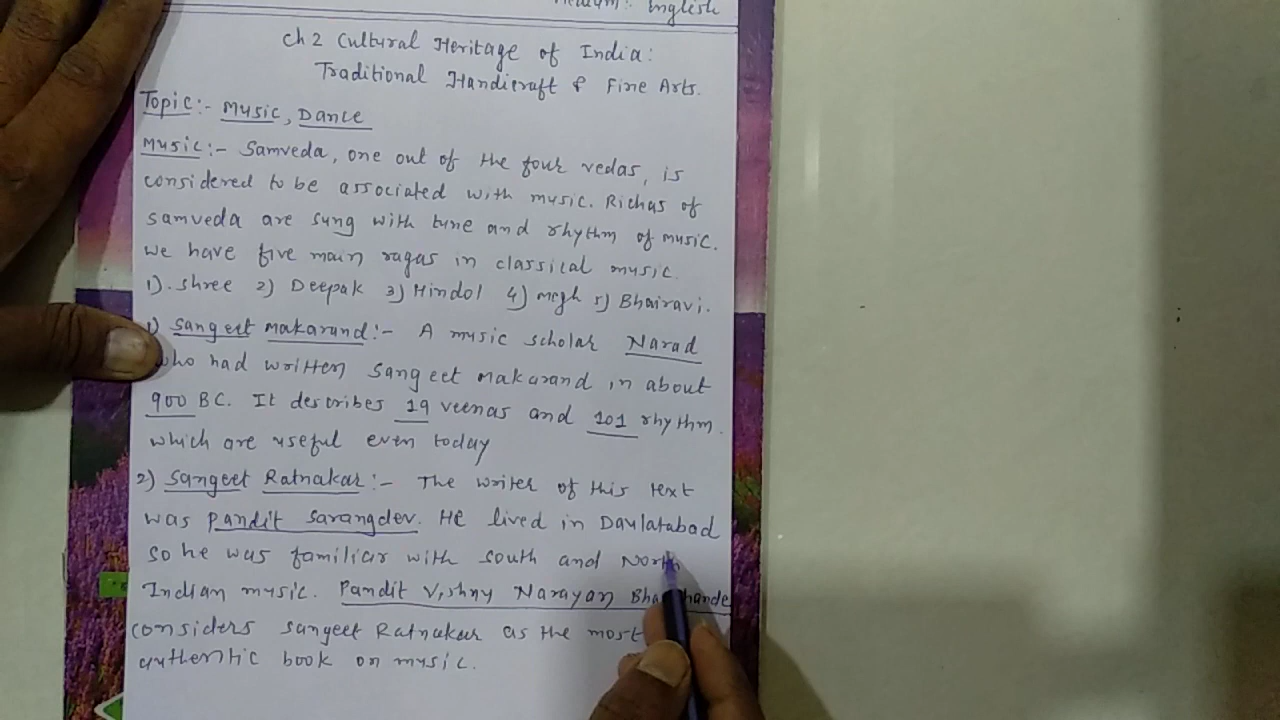 Medium:- English
Ch 2 Cultural Heritage of India:
Traditional Handicraft & Fine Arts.
Topic:- Music, Dance
Music:- Samveda, one out of the four vedas, is
considered to be associated with music. Richas of
samveda are sung with tune and rhythm of music.
we have five main ragas in classical music.
1). Shree 2) Deepak 3) Hindol 4) megh 5) Bhairavi.
1) Sangeet makarand:- A music scholar Narad
who had written Sangeet makarand in about
900 BC. It describes 19 veenas and 101 rhythm.
which are useful even today
2) Sangeet Ratnakar:- The writer of this text
was Pandit Sarangdev. He lived in Daulatabad
so he was familiar with south and North
Indian music. Pandit Vishny Narayan
considers Sangeet Ratnakar as the most
authentic book on music.